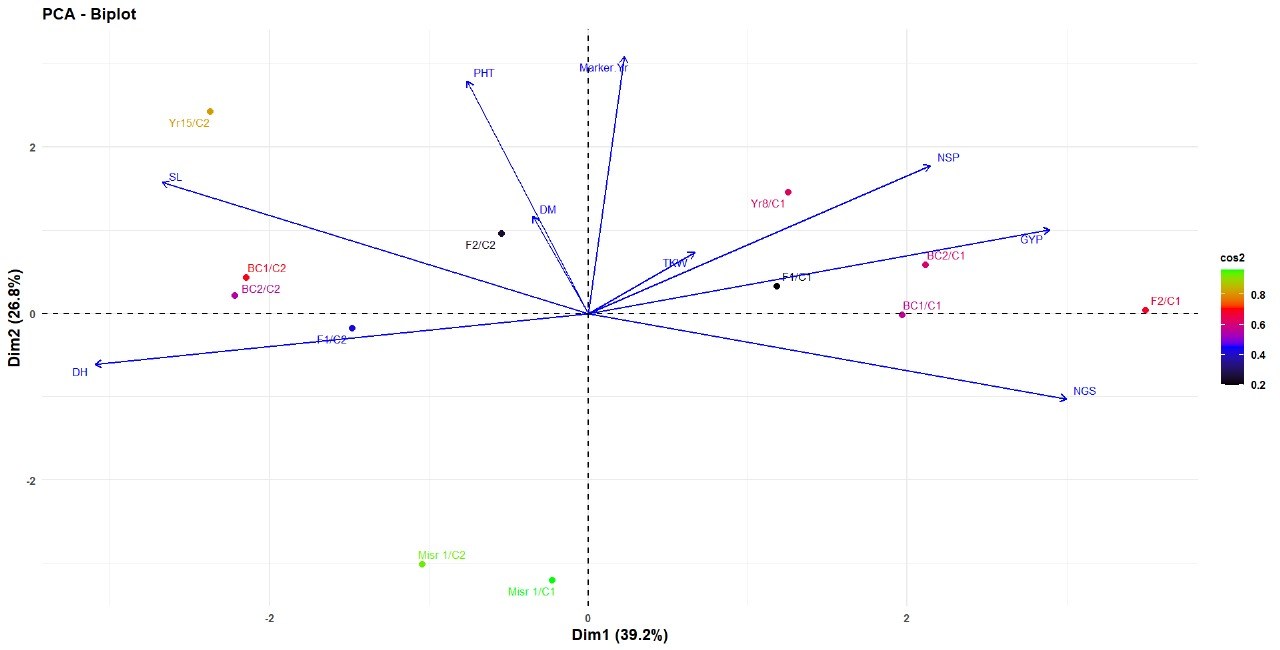 PCA - Biplot
PHT
Marker.Yr
Yr15/C2
NSP
SL
Yr8/C1
DM
GYP
F2/C2
BC2/C1
TKW
cos2
BC1/C2
F1/C1
BC2/C2
0.8
F2/C1
BC1/C1
0.6
F1/C2
0.4
DH
0.2
NGS
Misr 1/C2
Misr 1/C1
2
0
-2
-2
0
2
Dim1 (39.2%)
Dim2 (26.8%)